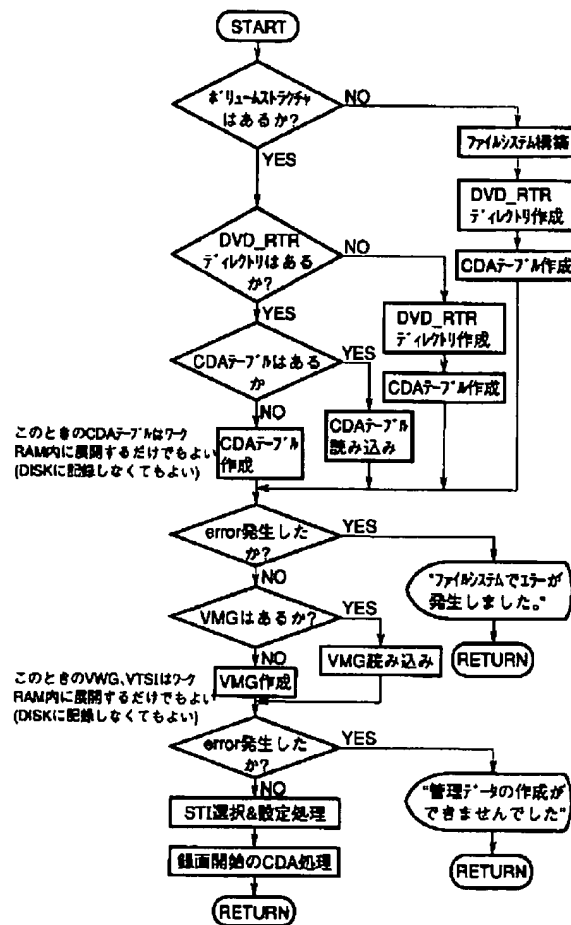 START
ボリュームストラクチャ
はあるか?
NO
YES
ファイルシステム構築
DVD_RTR
ディレクトリ作成
CDAテーブル作成
DVD_RTR
ディレクトリはある
か?
NO
YES
DVD_RTR
ディレクトリ作成
CDAテーブル作成
CDAテーブルはある
か
YES
NO
CDAテーブル
読み込み
このときのCDAテーブルはワーク
RAM内に展開するだけでもよい
(DISKに記録しなくてもよい)
CDAテーブル
作成
error発生した
か?
YES
NO
"ファイルシステムでエラーが
発生しました。"
RETURN
VMGはあるか?
YES
NO
VMG読み込み
このときのVWG、VTSIはワーク
RAM内に展開するだけでもよい
(DISKに記録しなくてもよい)
VMG作成
error発生した
か?
YES
NO
"管理データの作成が
できませんでした"
RETURN
STI選択&設定処理
録画開始のCDA処理
RETURN